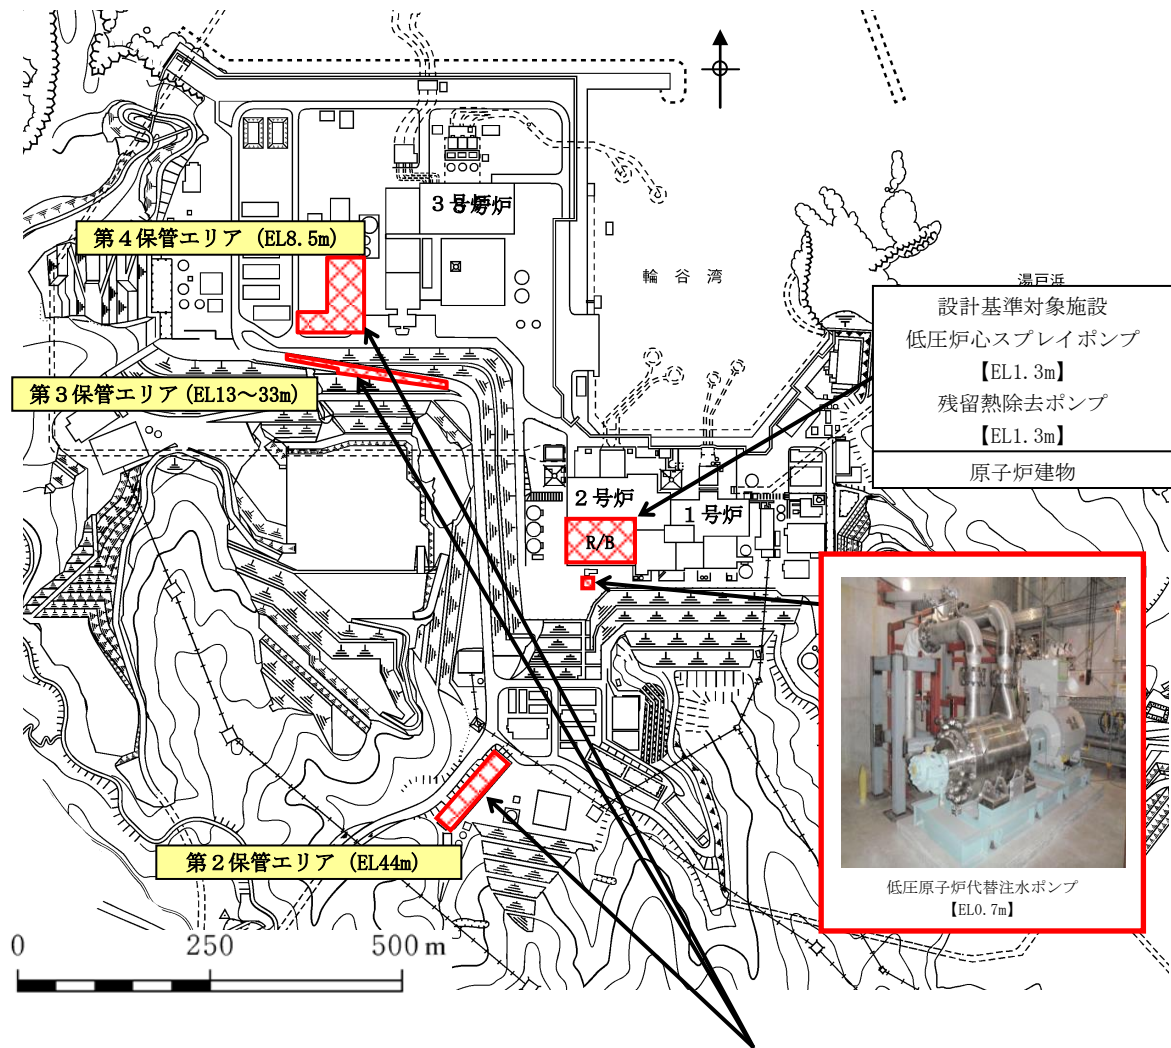 3号炉
第４保管エリア (EL8.5m)
輪 谷 湾
湯戸浜
設計基準対象施設
低圧炉心スプレイポンプ
【EL1.3m】
残留熱除去ポンプ
【EL1.3m】
原子炉建物
第３保管エリア (EL13～33m)
２号炉
１号炉
R/B
第２保管エリア (EL44m)
低圧原子炉代替注水ポンプ
【EL0.7m】
0 250 500 m